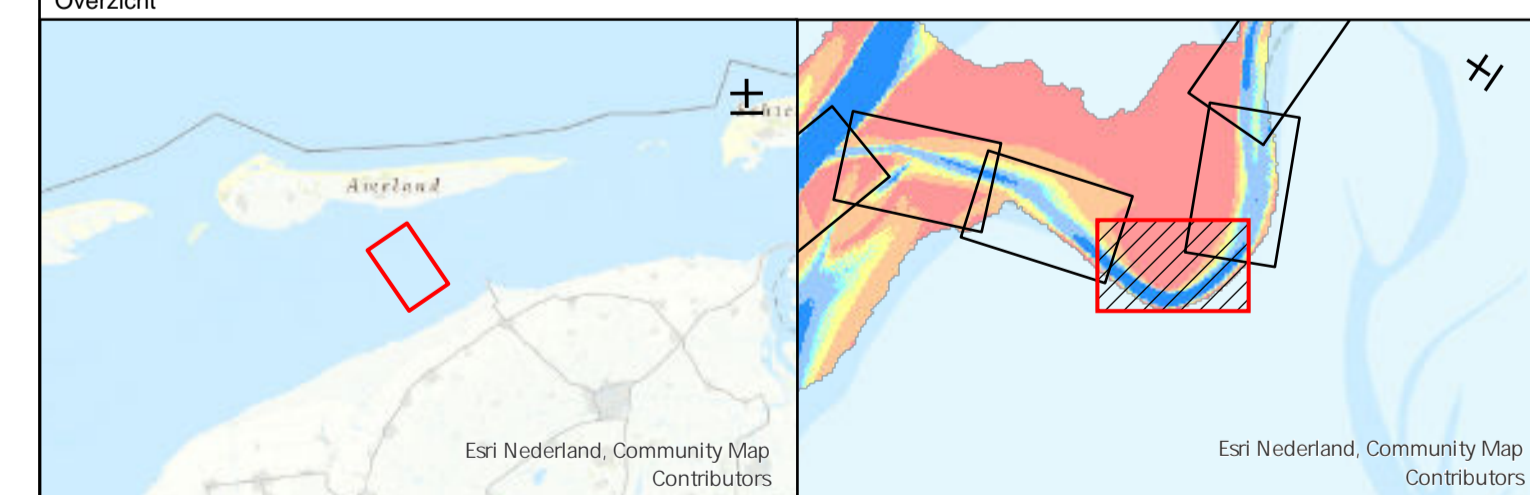 Overzicht
Ameland
Esri Nederland, Community Map
Contributors
Esri Nederland, Community Map
Contributors